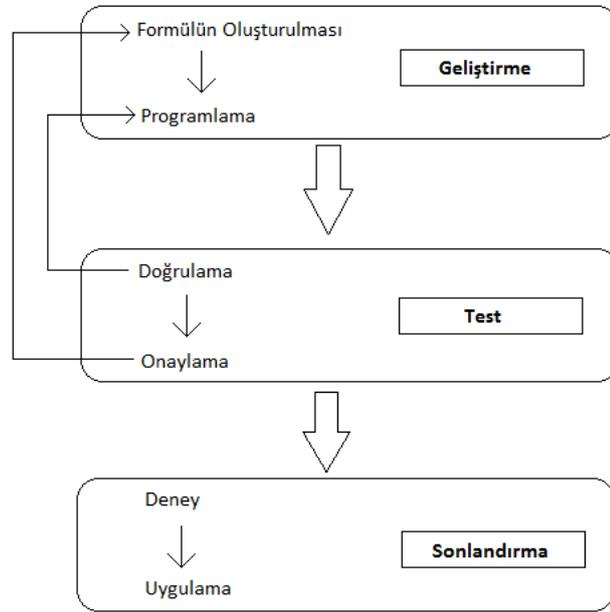 Formülün Oluşturulması
Geliştirme
Programlama
Doğrulama
Test
Onaylama
Deney
Sonlandırma
Uygulama